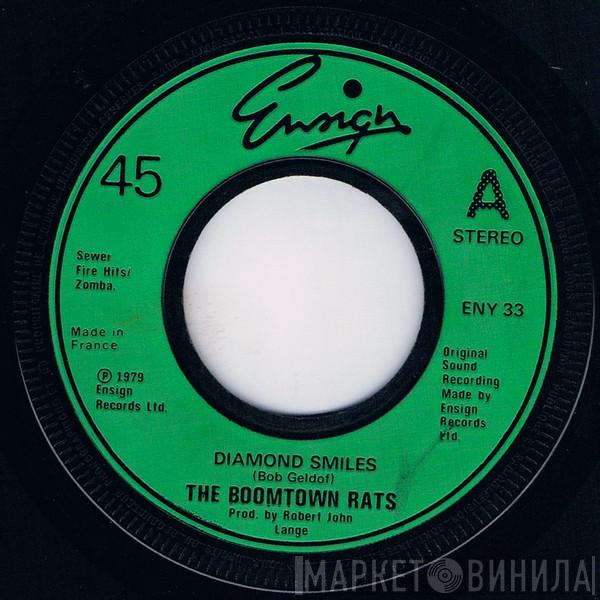 Ensign
45
A
STEREO
Sewer
Fire Hits/
Zomba.
ENY 33
Made in
France
℗ 1979
Ensign
Records Ltd.
Original
Sound
Recording
Made by
Ensign
Records
Ltd.
DIAMOND SMILES
(Bob Geldof)
THE BOOMTOWN RATS
Prod. by Robert John
Lange
МАРКЕТ ВИНИЛА